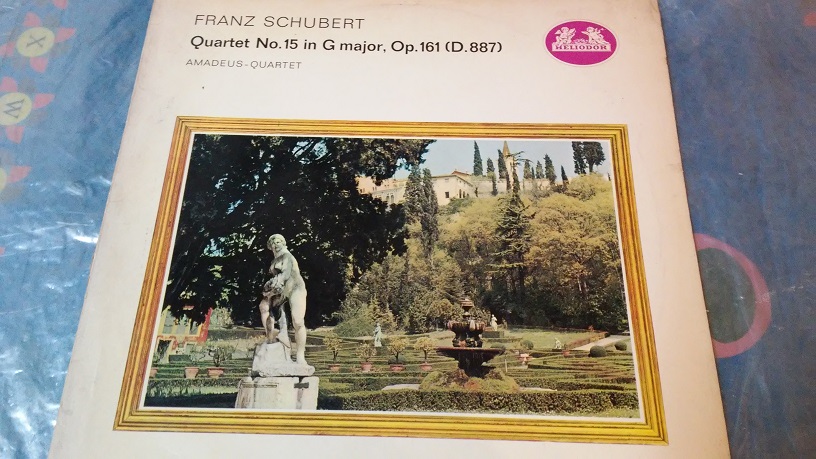 FRANZ SCHUBERT
Quartet No.15 in G major, Op.161 (D.887)
AMADEUS-QUARTET
HELIODOR
X
W